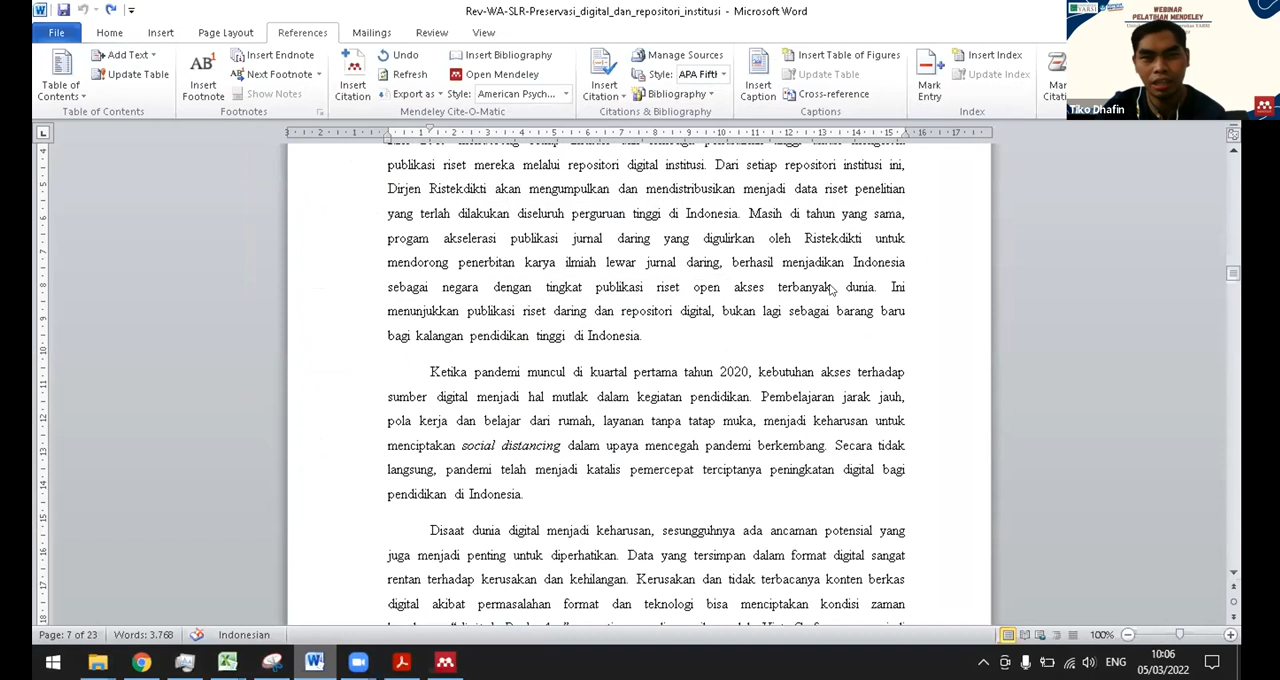 Rev-WA-SLR-Preservasi_digital_dan_repositori_institusi - Microsoft Word
File Home Insert Page Layout References Mailings Review View
WEBINAR
PELATIHAN MENDELEY
YARSI
Tiko Dhafin
Table of Contents
Add Text
Update Table
Table of Contents
AB1
Insert Footnote
Insert Endnote
Next Footnote
Show Notes
Footnotes
Insert Citation
Undo
Refresh
Export as
Insert Bibliography
Open Mendeley
Style: American Psych...
Mendeley Cite-O-Matic
Insert Citation
Manage Sources
Style: APA Fifth
Bibliography
Citations & Bibliography
Insert Caption
Insert Table of Figures
Update Table
Cross-reference
Captions
Mark Entry
Insert Index
Update Index
Index
publikasi riset mereka melalui repositori digital institusi. Dari setiap repositori institusi ini,
Dirjen Ristekdikti akan mengumpulkan dan mendistribusikan menjadi data riset penelitian
yang terlah dilakukan diseluruh perguruan tinggi di Indonesia. Masih di tahun yang sama,
progam akselerasi publikasi jurnal daring yang digulirkan oleh Ristekdikti untuk
mendorong penerbitan karya ilmiah lewar jurnal daring, berhasil menjadikan Indonesia
sebagai negara dengan tingkat publikasi riset open akses terbanyak dunia. Ini
menunjukkan publikasi riset daring dan repositori digital, bukan lagi sebagai barang baru
bagi kalangan pendidikan tinggi di Indonesia.
Ketika pandemi muncul di kuartal pertama tahun 2020, kebutuhan akses terhadap
sumber digital menjadi hal mutlak dalam kegiatan pendidikan. Pembelajaran jarak jauh,
pola kerja dan belajar dari rumah, layanan tanpa tatap muka, menjadi keharusan untuk
menciptakan social distancing dalam upaya mencegah pandemi berkembang. Secara tidak
langsung, pandemi telah menjadi katalis pemercepat terciptanya peningkatan digital bagi
pendidikan di Indonesia.
Disaat dunia digital menjadi keharusan, sesungguhnya ada ancaman potensial yang
juga menjadi penting untuk diperhatikan. Data yang tersimpan dalam format digital sangat
rentan terhadap kerusakan dan kehilangan. Kerusakan dan tidak terbacanya konten berkas
digital akibat permasalahan format dan teknologi bisa menciptakan kondisi zaman
Page: 7 of 23 Words: 3.768 Indonesian 100%
ENG 10:06
05/03/2022